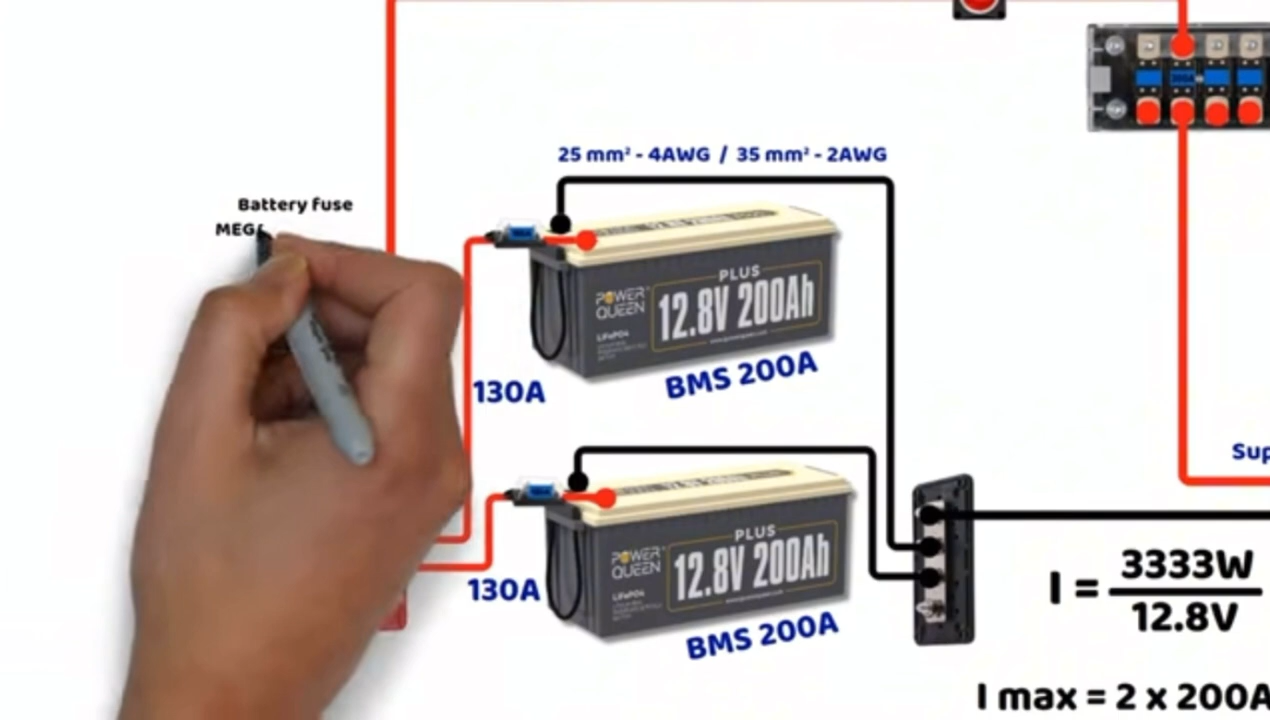 25 mm² - 4AWG / 35 mm² - 2AWG
Battery fuse
MEG
PLUS
POWER QUEEN
12.8V 200Ah
LiFePO4
130A
BMS 200A
PLUS
POWER QUEEN
12.8V 200Ah
LiFePO4
130A
BMS 200A
Sup
I = 3333W
12.8V
I max = 2 x 200A